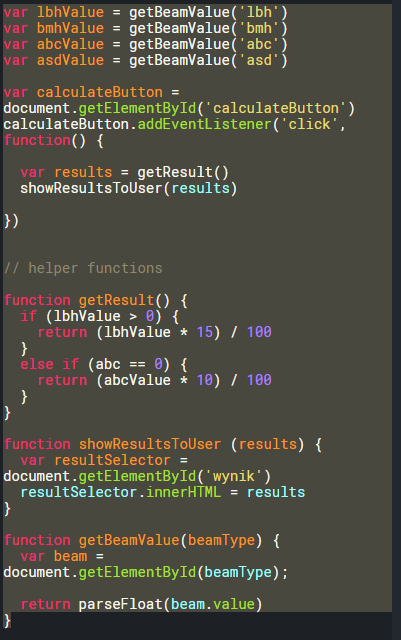 var lbhValue = getBeamValue('lbh')
var bmhValue = getBeamValue('bmh')
var abcValue = getBeamValue('abc')
var asdValue = getBeamValue('asd')
var calculateButton =
document.getElementById('calculateButton')
calculateButton.addEventListener('click',
function() {
  var results = getResult()
  showResultsToUser(results)
})
// helper functions
function getResult() {
  if (lbhValue > 0) {
    return (lbhValue * 15) / 100
  }
  else if (abc == 0) {
    return (abcValue * 10) / 100
  }
}
function showResultsToUser (results) {
  var resultSelector =
document.getElementById('wynik')
  resultSelector.innerHTML = results
}
function getBeamValue(beamType) {
  var beam =
document.getElementById(beamType);
  return parseFloat(beam.value)
}